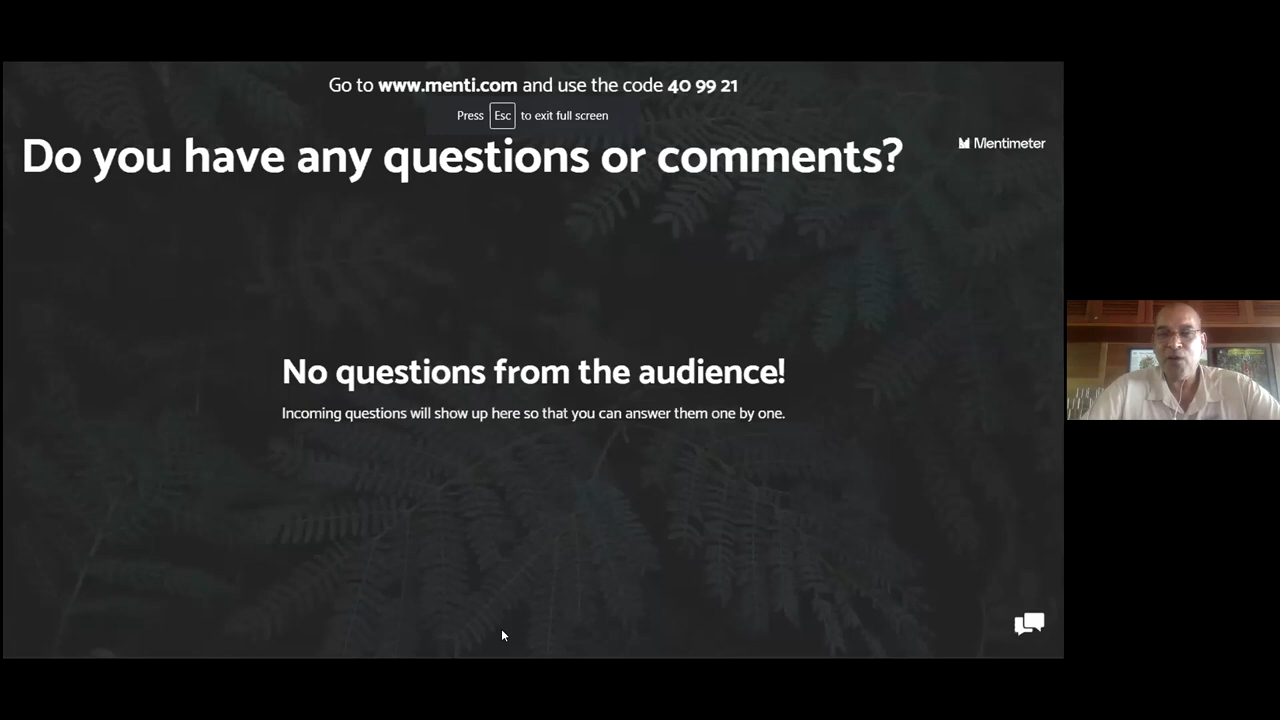 Go to www.menti.com and use the code 40 99 21
Press Esc to exit full screen
Do you have any questions or comments?
Mentimeter
No questions from the audience!
Incoming questions will show up here so that you can answer them one by one.